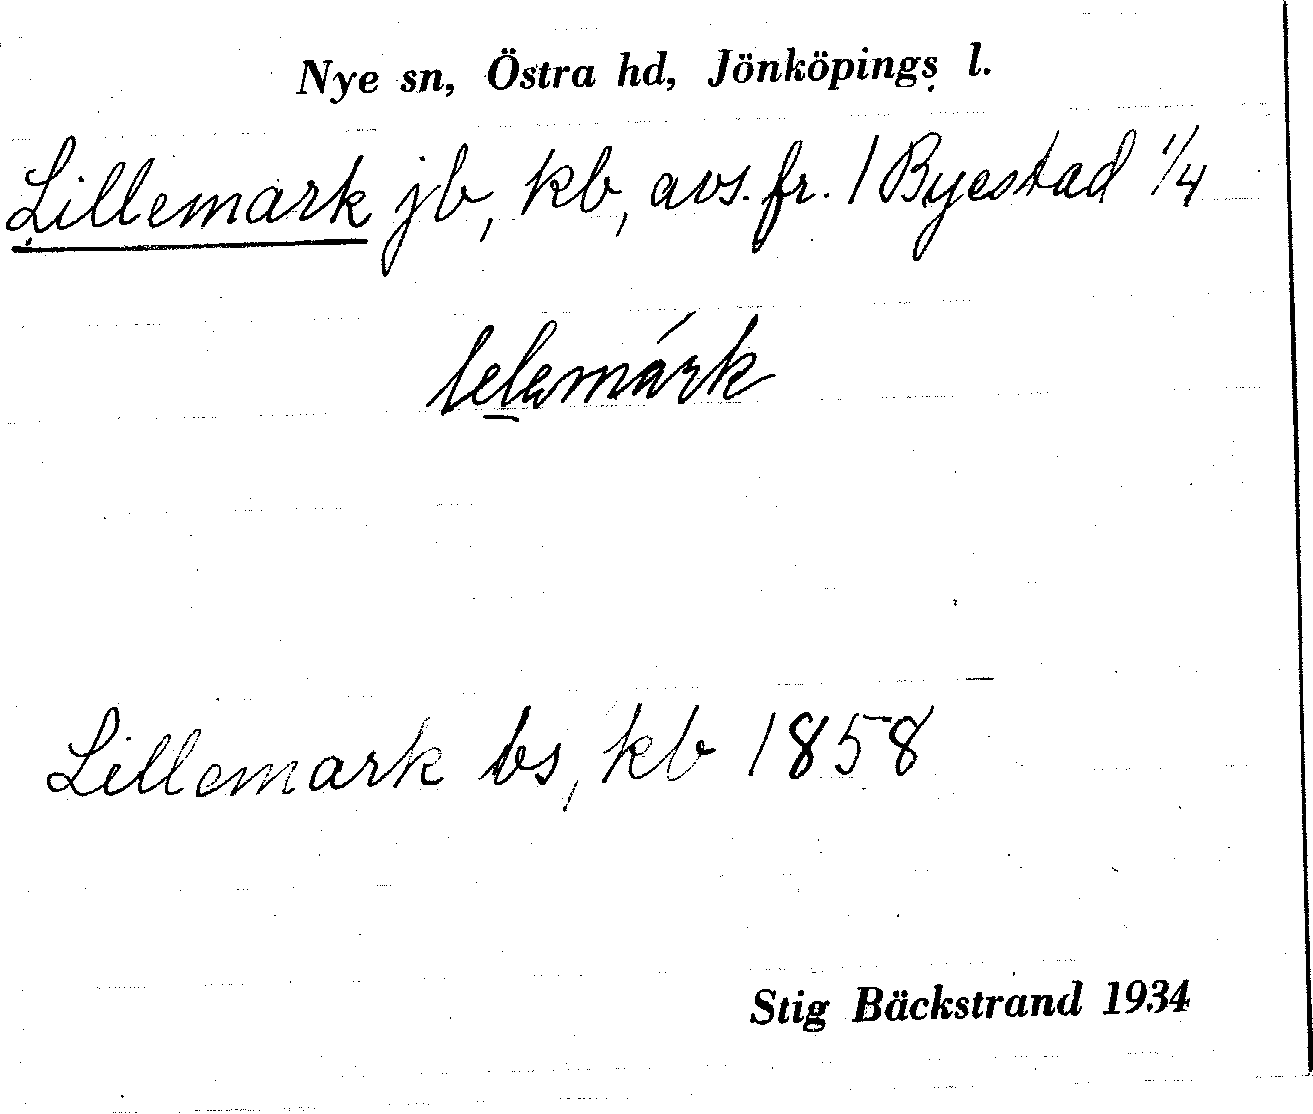 Nye sn, Östra hd, Jönköpings l.
Lillemark jb, kb, avs. fr. 1 Byestad 1/4
lelemárk
Lillemark bs, kb 1858
Stig Bäckstrand 1934